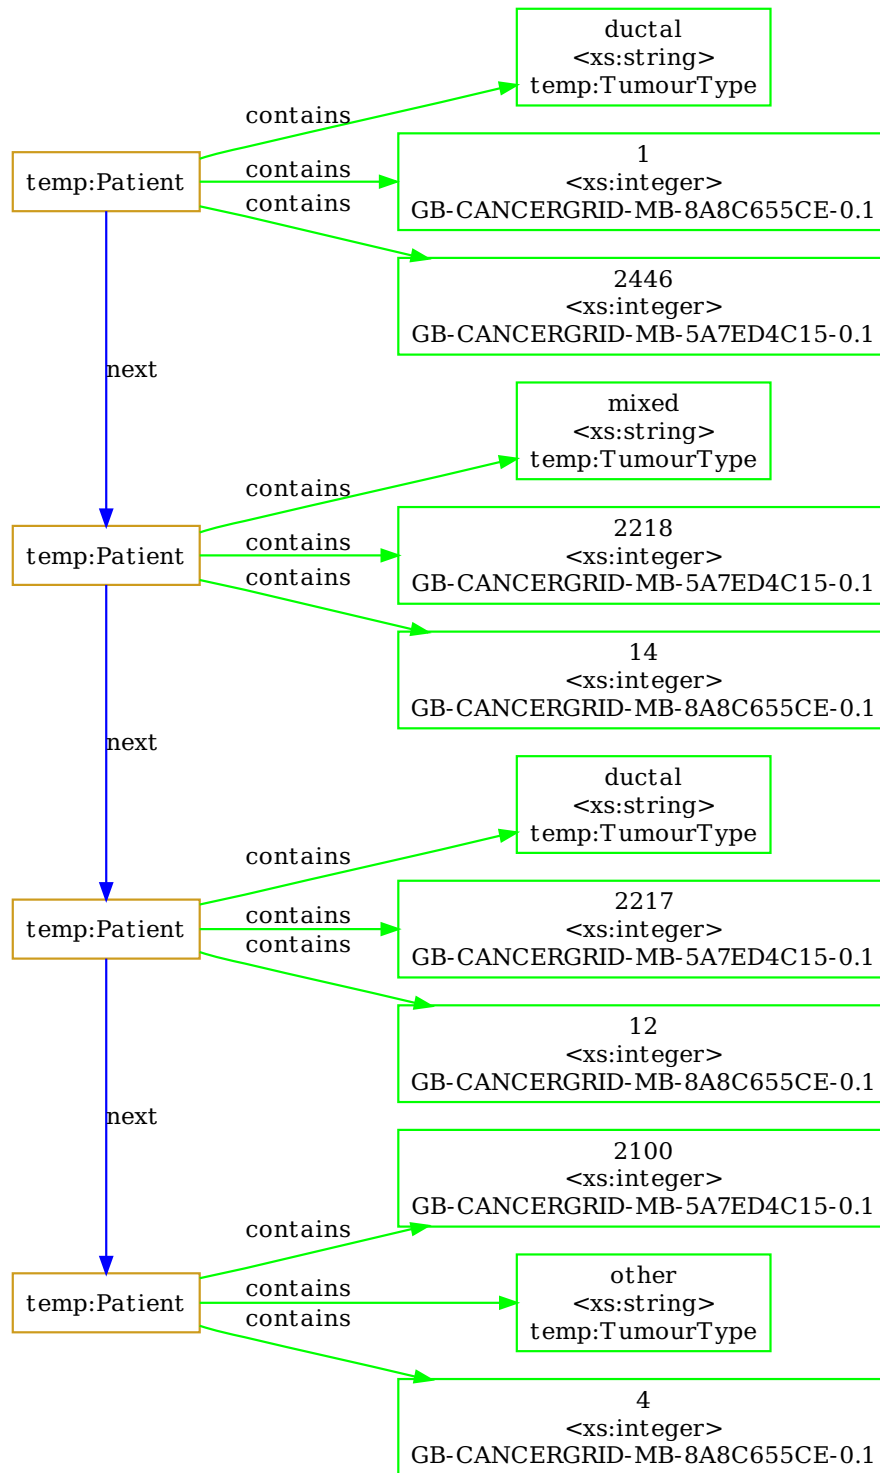 ductal
<xs:string>
temp:TumourType
contains
temp:Patient
contains
1
<xs:integer>
GB-CANCERGRID-MB-8A8C655CE-0.1
contains
2446
<xs:integer>
GB-CANCERGRID-MB-5A7ED4C15-0.1
next
mixed
<xs:string>
temp:TumourType
contains
temp:Patient
contains
2218
<xs:integer>
GB-CANCERGRID-MB-5A7ED4C15-0.1
contains
14
<xs:integer>
GB-CANCERGRID-MB-8A8C655CE-0.1
next
ductal
<xs:string>
temp:TumourType
contains
temp:Patient
contains
2217
<xs:integer>
GB-CANCERGRID-MB-5A7ED4C15-0.1
contains
12
<xs:integer>
GB-CANCERGRID-MB-8A8C655CE-0.1
next
2100
<xs:integer>
GB-CANCERGRID-MB-5A7ED4C15-0.1
contains
temp:Patient
contains
other
<xs:string>
temp:TumourType
contains
4
<xs:integer>
GB-CANCERGRID-MB-8A8C655CE-0.1